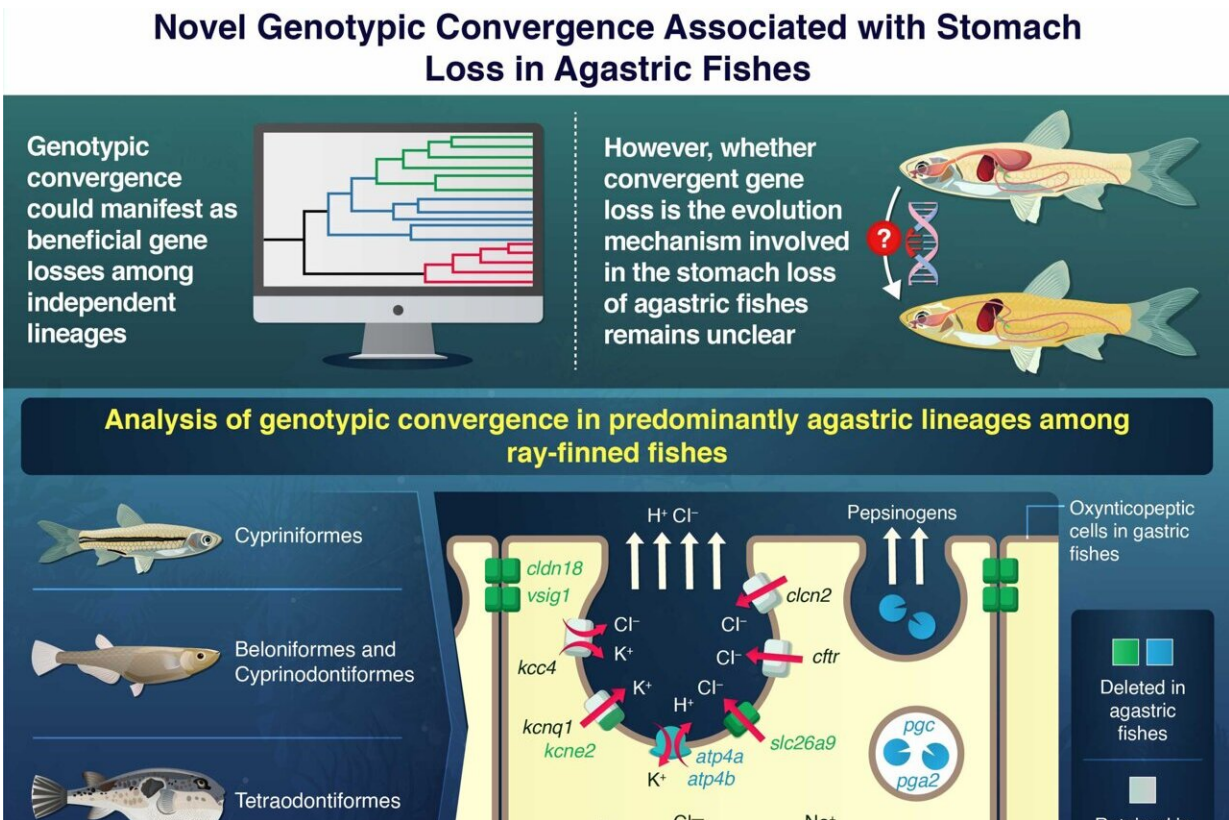 Novel Genotypic Convergence Associated with Stomach
Loss in Agastric Fishes
Genotypic
convergence
could manifest as
beneficial gene
losses among
independent
lineages
However, whether
convergent gene
loss is the evolution
mechanism involved
in the stomach loss
of agastric fishes
remains unclear
?
Analysis of genotypic convergence in predominantly agastric lineages among
ray-finned fishes
Cypriniformes
Beloniformes and
Cyprinodontiformes
Tetraodontiformes
H⁺ Cl⁻
Pepsinogens
Oxynticopeptic
cells in gastric
fishes
cldn18
vsig1
clcn2
Cl⁻
K⁺
kcc4
Cl⁻
Cl⁻
cftr
K⁺
kcnq1
kcne2
H⁺
Cl⁻
slc26a9
K⁺
atp4a
atp4b
pgc
pga2
Deleted in
agastric
fishes